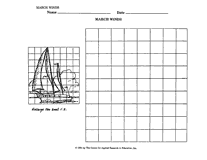 MARCH WINDS
Name Date
MARCH WINDS
Enlarge the boat × 2.